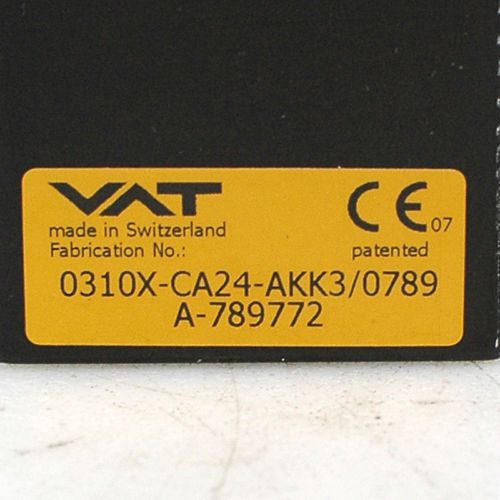 VAT
made in Switzerland
Fabrication No.:
CE 07
patented
0310X-CA24-AKK3/0789
A-789772